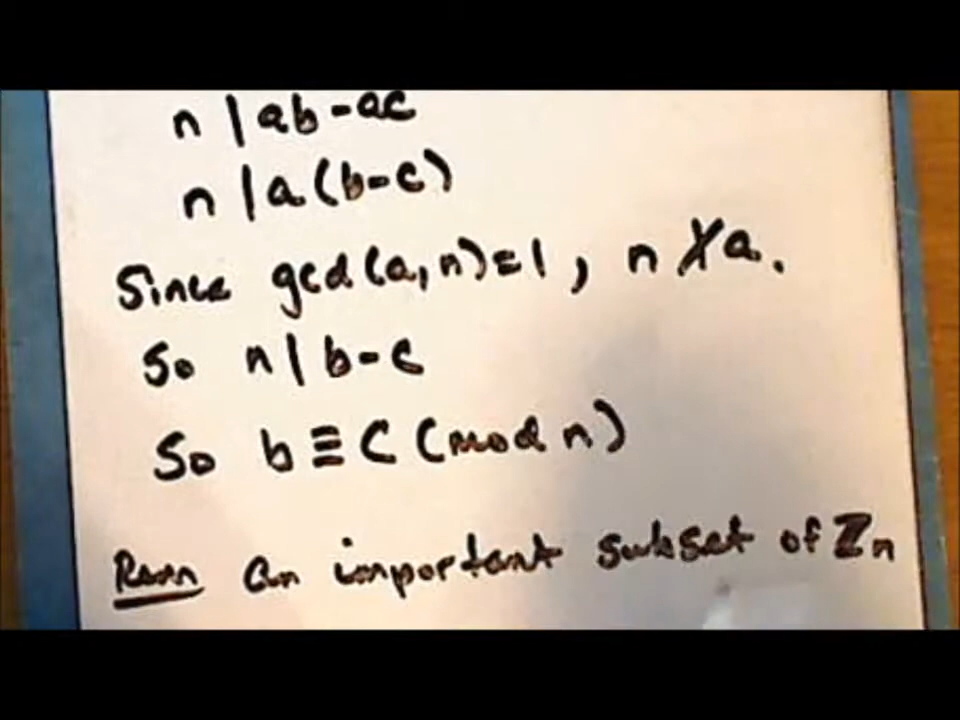 n | ab-ac
n | a(b-c)
Since gcd(a,n)=1, n ∤ a.
So n | b-c
So b ≡ c (mod n)
Rem an important subset of ℤn